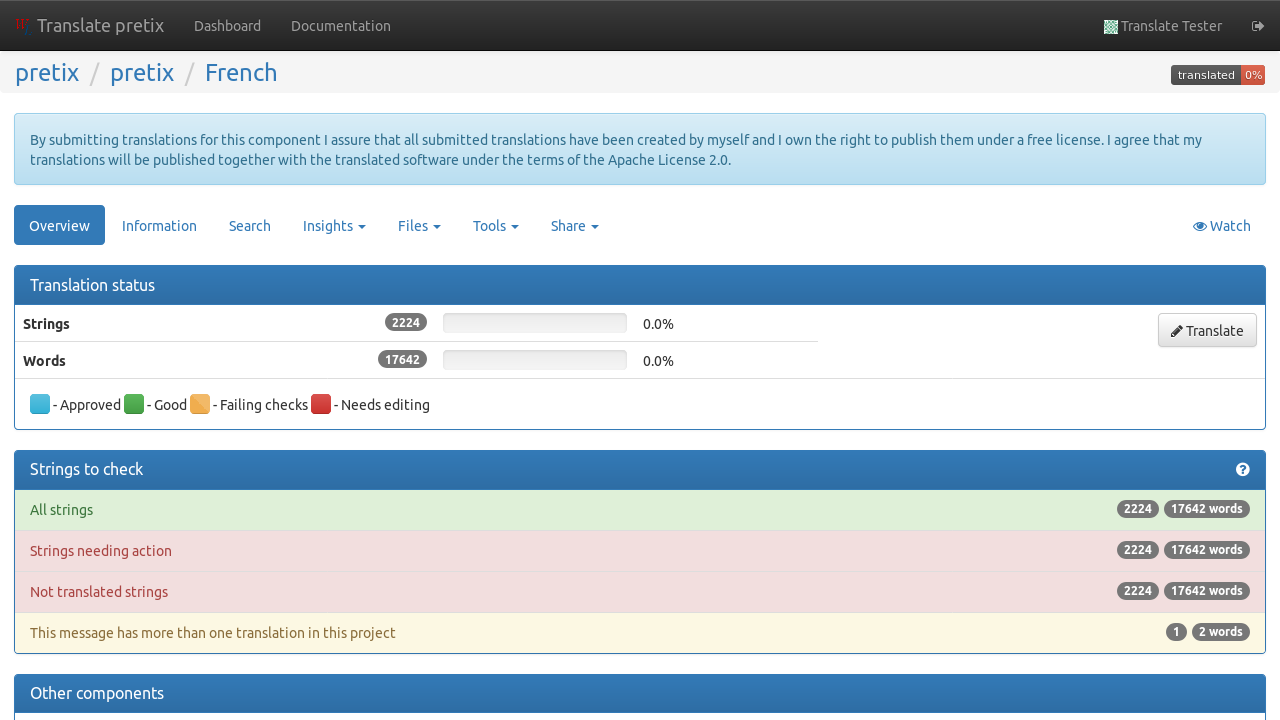 Translate pretix Dashboard Documentation Translate Tester
pretix / pretix / French translated 0%
By submitting translations for this component I assure that all submitted translations have been created by myself and I own the right to publish them under a free license. I agree that my
translations will be published together with the translated software under the terms of the Apache License 2.0.
Overview Information Search Insights Files Tools Share Watch
Translation status
Strings 2224 0.0% Translate
Words 17642 0.0%
- Approved - Good - Failing checks - Needs editing
Strings to check
All strings 2224 17642 words
Strings needing action 2224 17642 words
Not translated strings 2224 17642 words
This message has more than one translation in this project 1 2 words
Other components